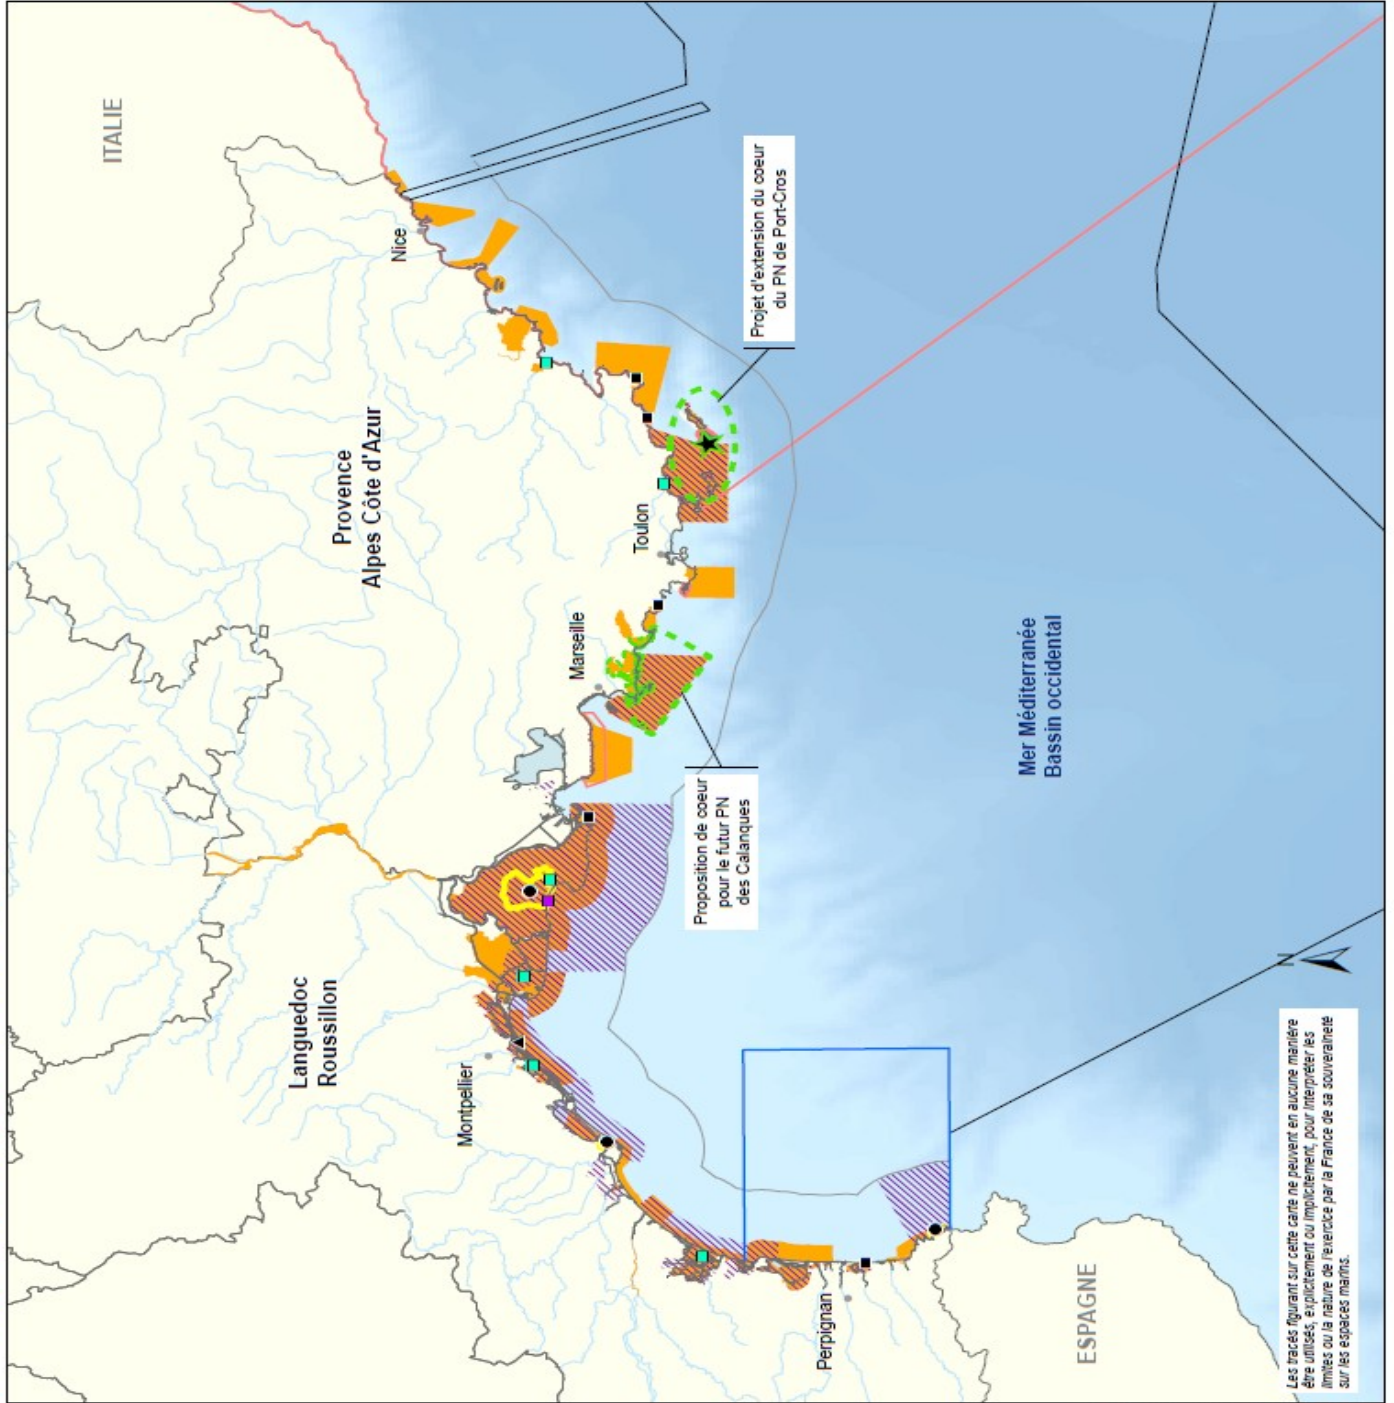 ITALIE
Nice
Provence
Alpes Côte d'Azur
Projet d'extension du coeur
du PN de Port-Cros
Toulon
Marseille
Mer Méditerranée
Bassin occidental
Proposition de coeur
pour le futur PN
des Calanques
Languedoc
Roussillon
Montpellier
N
Perpignan
ESPAGNE
Les tracés figurant sur cette carte ne peuvent en aucune manière
être utilisés, explicitement ou implicitement, pour interpréter les
limites ou la nature de l'exercice par la France de sa souveraineté
sur les espaces marins.